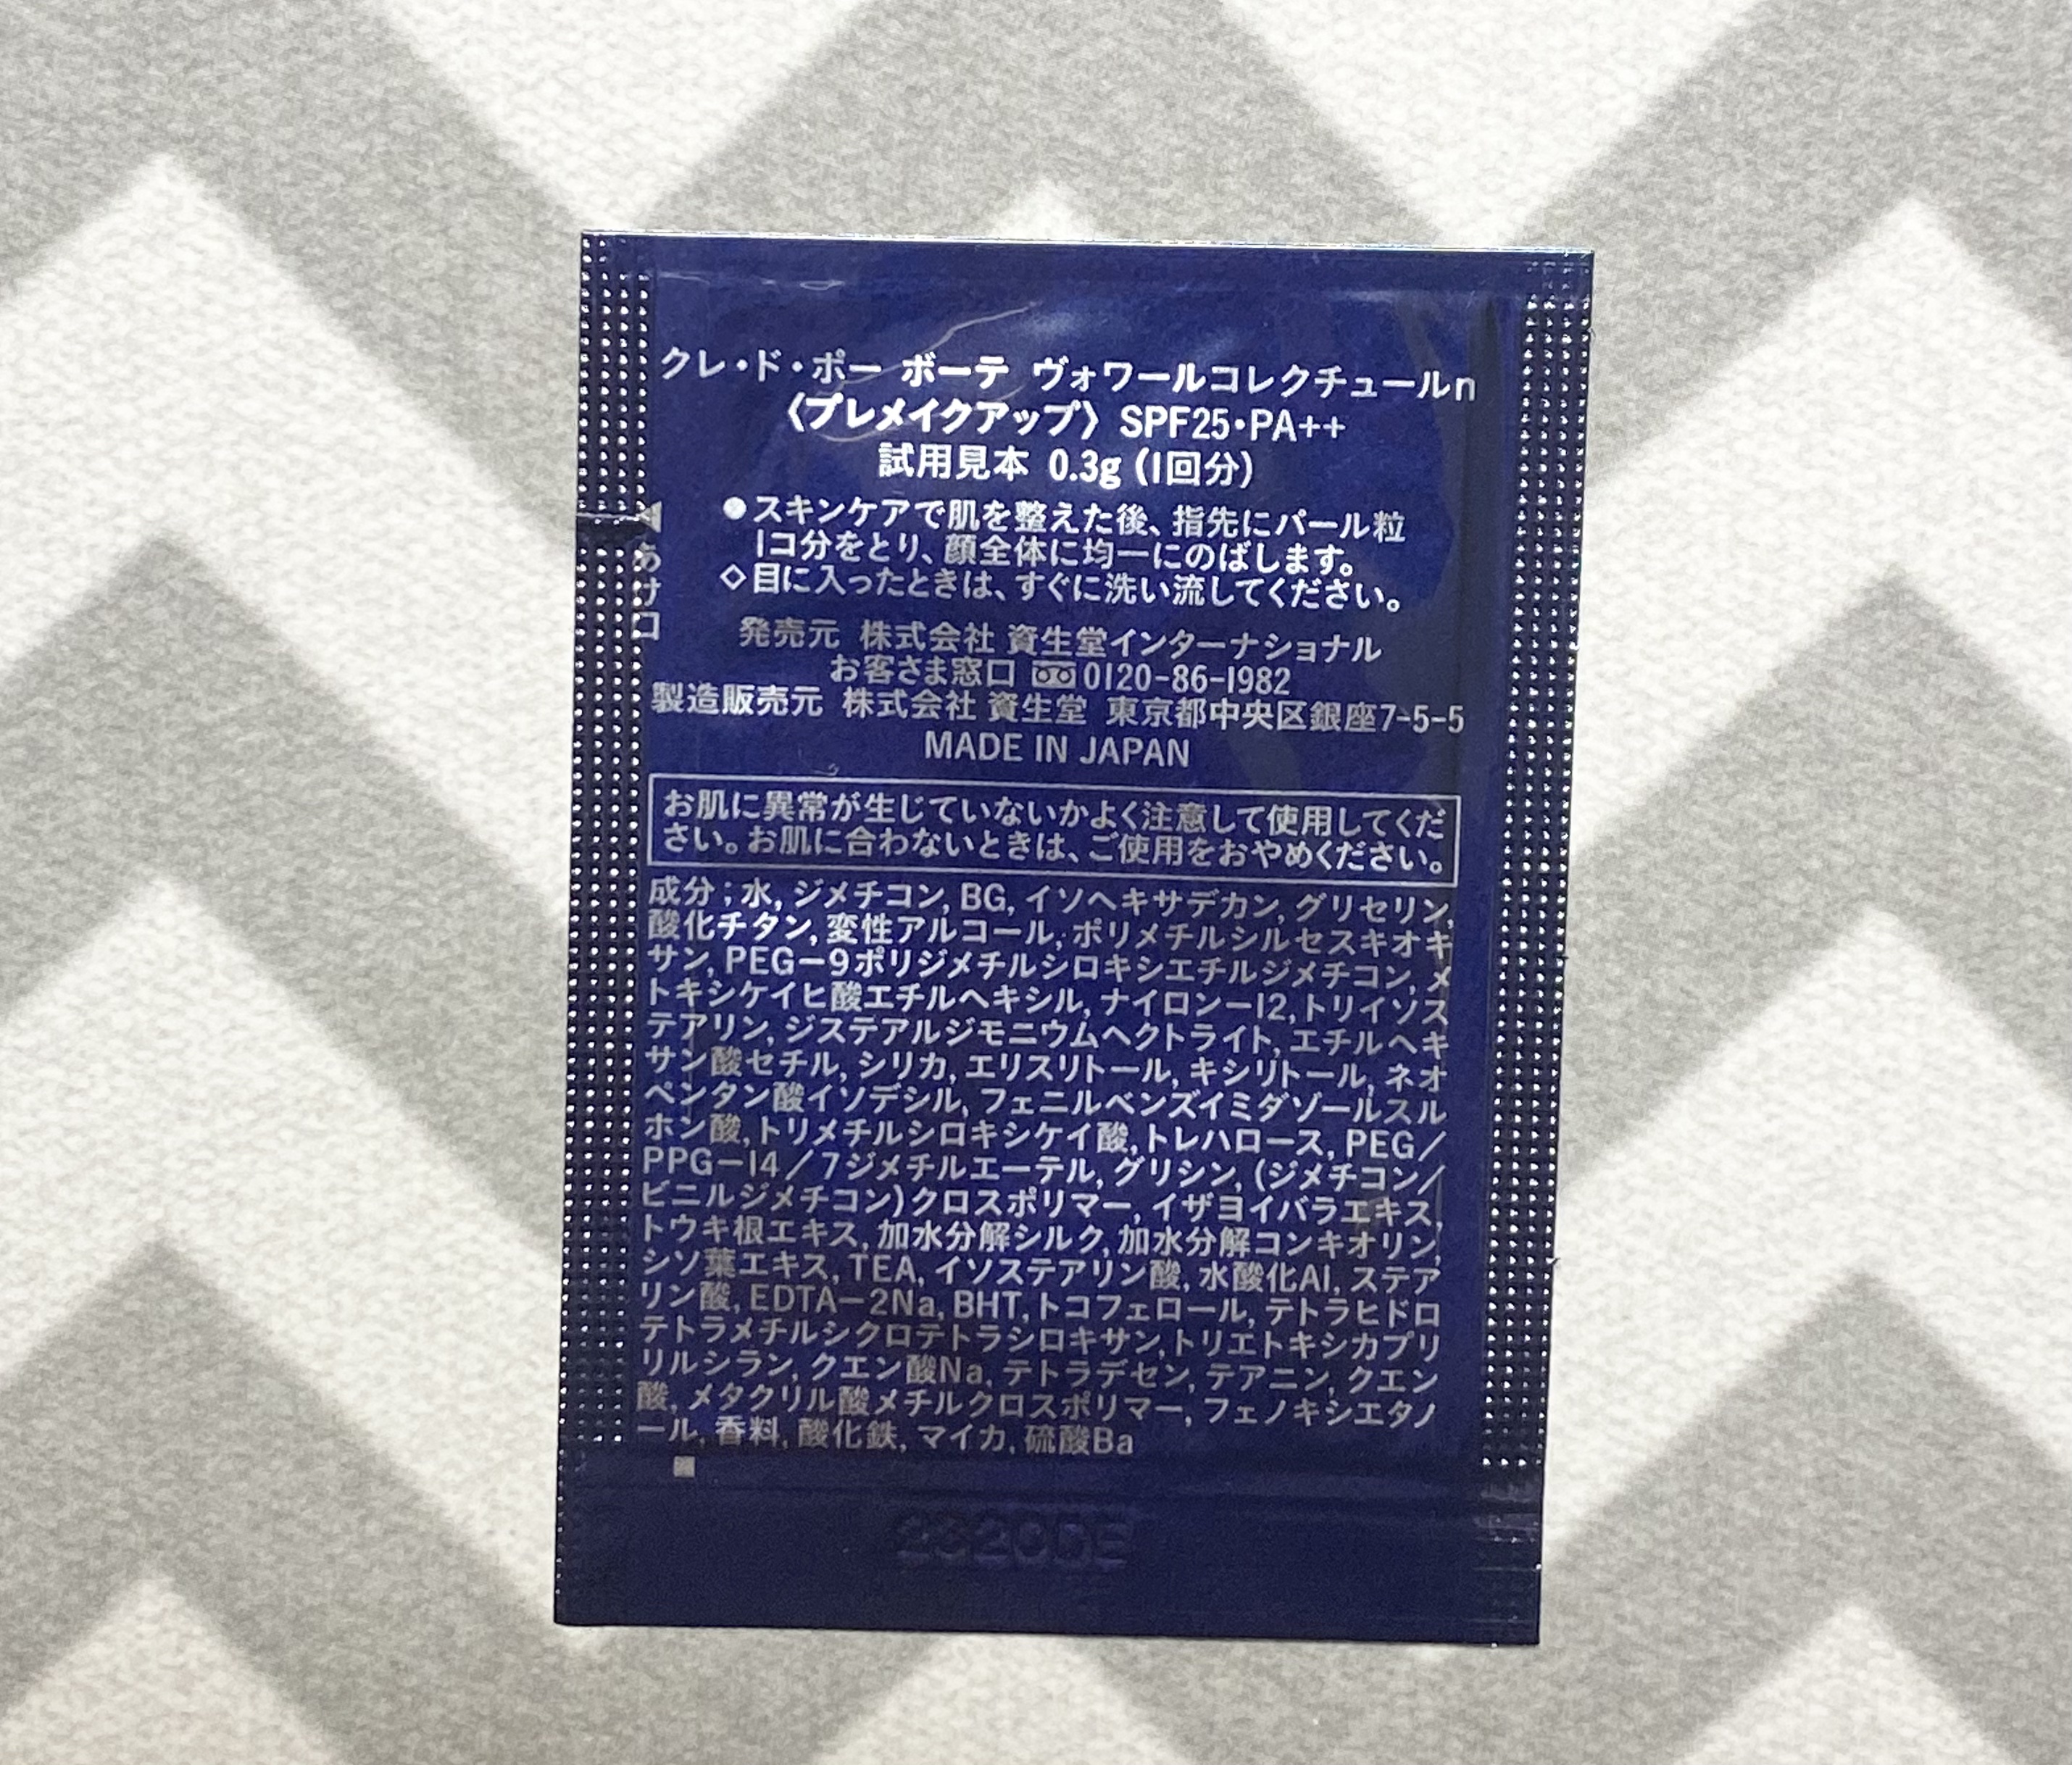 クレ・ド・ポー ボーテ ヴォワールコレクチュールn
〈プレメイクアップ〉SPF25・PA++
試用見本 0.3g(1回分)
●スキンケアで肌を整えた後、指先にパール粒
1コ分をとり、顔全体に均一にのばします。
◇目に入ったときは、すぐに洗い流してください。
あけ口
発売元 株式会社 資生堂インターナショナル
お客さま窓口 0120-86-1982
製造販売元 株式会社 資生堂 東京都中央区銀座7-5-5
MADE IN JAPAN
お肌に異常が生じていないかよく注意して使用してくだ
さい。お肌に合わないときは、ご使用をおやめください。
成分;水, ジメチコン, BG, イソヘキサデカン, グリセリン,
酸化チタン, 変性アルコール, ポリメチルシルセスキオキ
サン, PEG-9ポリジメチルシロキシエチルジメチコン, メ
トキシケイヒ酸エチルヘキシル, ナイロン-12, トリイソス
テアリン, ジステアルジモニウムヘクトライト, エチルヘキ
サン酸セチル, シリカ, エリスリトール, キシリトール, ネオ
ペンタン酸イソデシル, フェニルベンズイミダゾールスル
ホン酸, トリメチルシロキシケイ酸, トレハロース, PEG/
PPG-14/7ジメチルエーテル, グリシン, (ジメチコン/
ビニルジメチコン)クロスポリマー, イザヨイバラエキス,
トウキ根エキス, 加水分解シルク, 加水分解コンキオリン,
シソ葉エキス, TEA, イソステアリン酸, 水酸化Al, ステア
リン酸, EDTA-2Na, BHT, トコフェロール, テトラヒドロ
テトラメチルシクロテトラシロキサン, トリエトキシカプリ
リルシラン, クエン酸Na, テトラデセン, テアニン, クエン
酸, メタクリル酸メチルクロスポリマー, フェノキシエタノ
ール, 香料, 酸化鉄, マイカ, 硫酸Ba